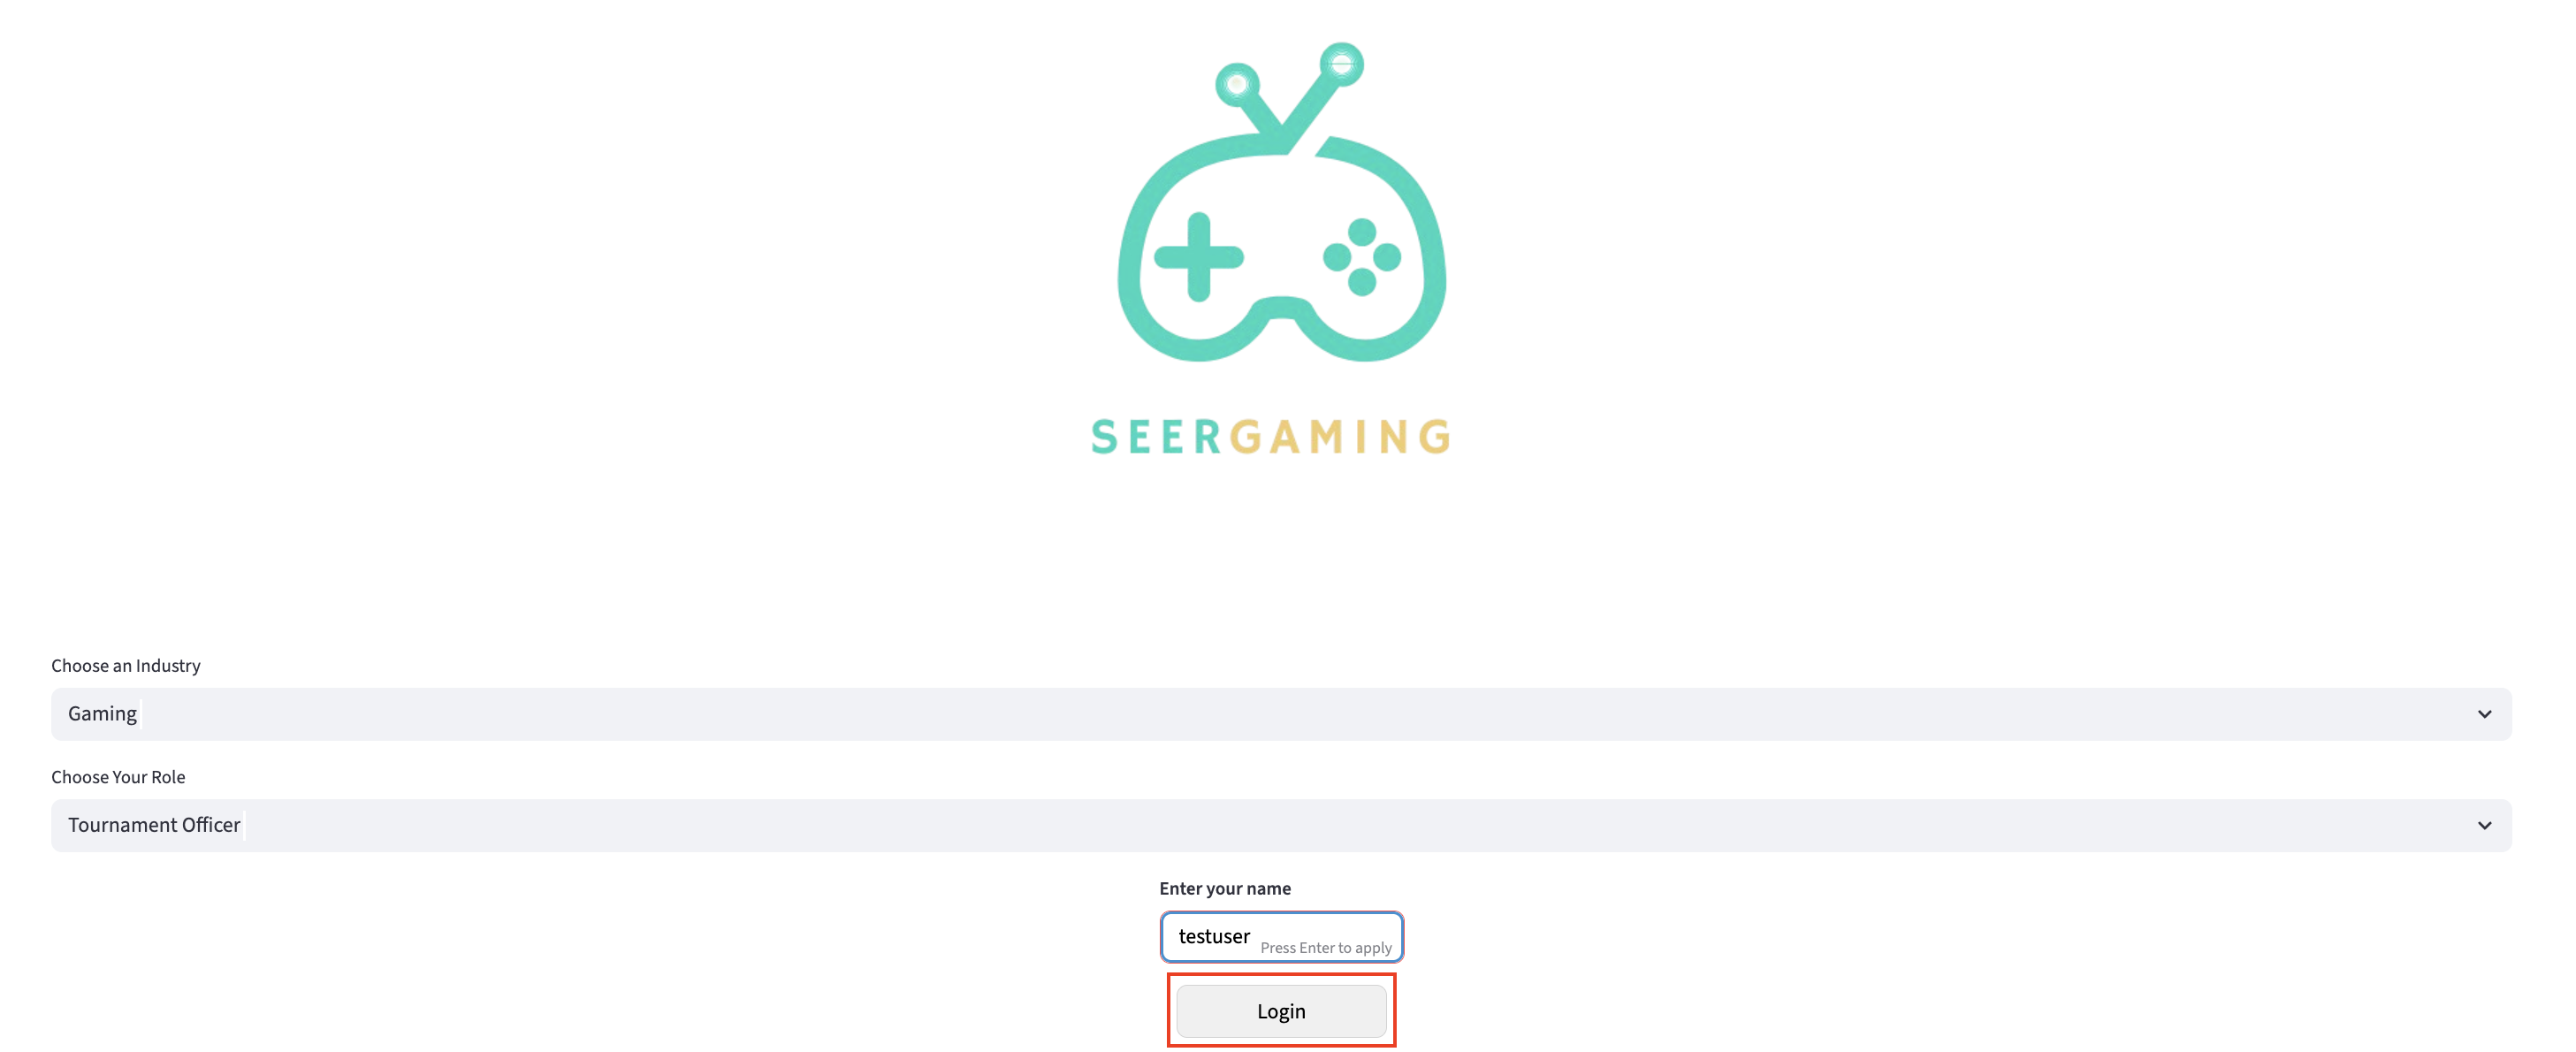 SEERGAMING
Choose an Industry
Gaming
Choose Your Role
Tournament Officer
Enter your name
testuser Press Enter to apply
Login